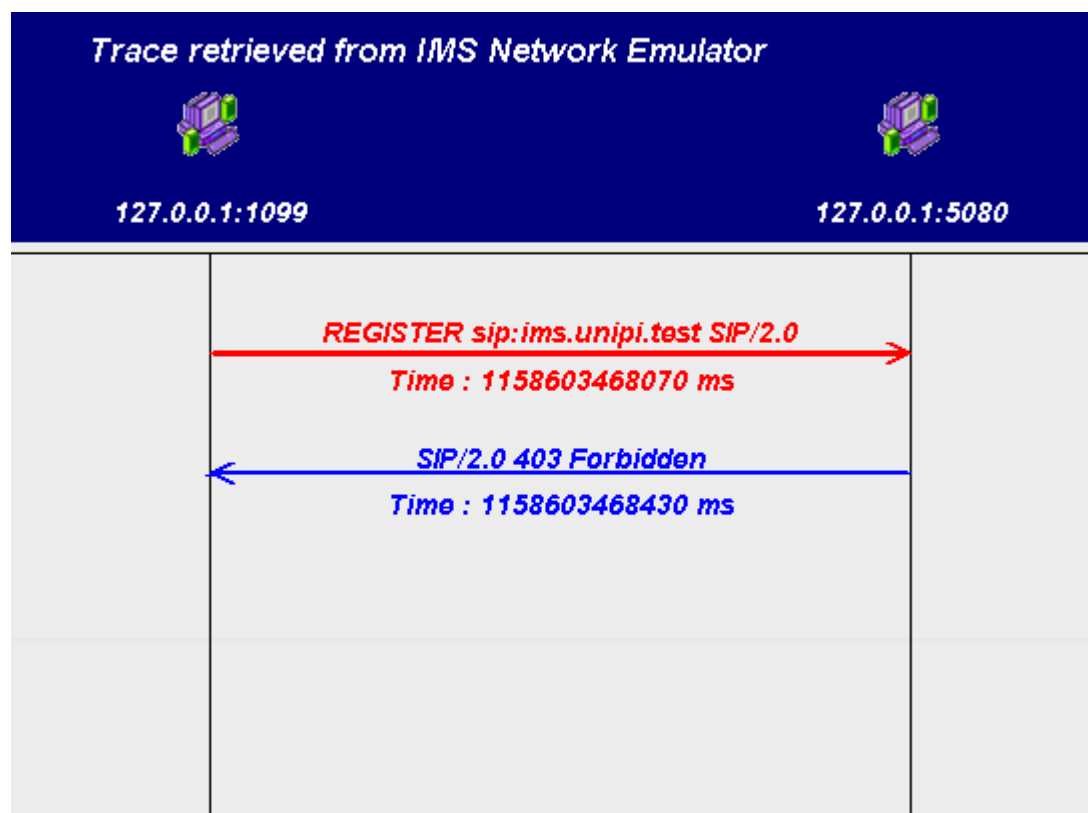 Trace retrieved from IMS Network Emulator
127.0.0.1:1099 127.0.0.1:5080
REGISTER sip:ims.unipi.test SIP/2.0
Time : 1158603468070 ms
SIP/2.0 403 Forbidden
Time : 1158603468430 ms